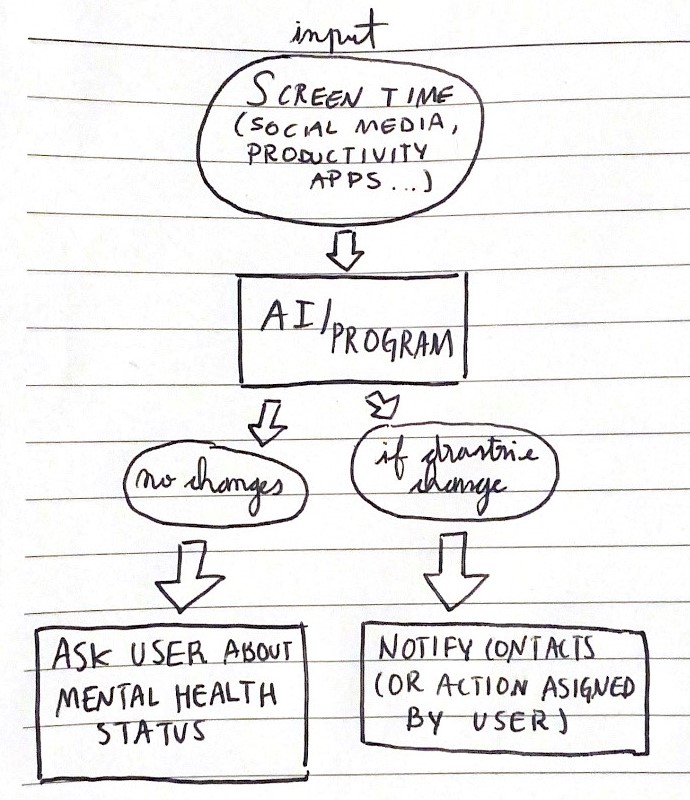 input
SCREEN TIME
(SOCIAL MEDIA,
PRODUCTIVITY
APPS...)
AI/PROGRAM
no changes
if drastric
change
ASK USER ABOUT
MENTAL HEALTH
STATUS
NOTIFY CONTACTS
(OR ACTION ASIGNED
BY USER)